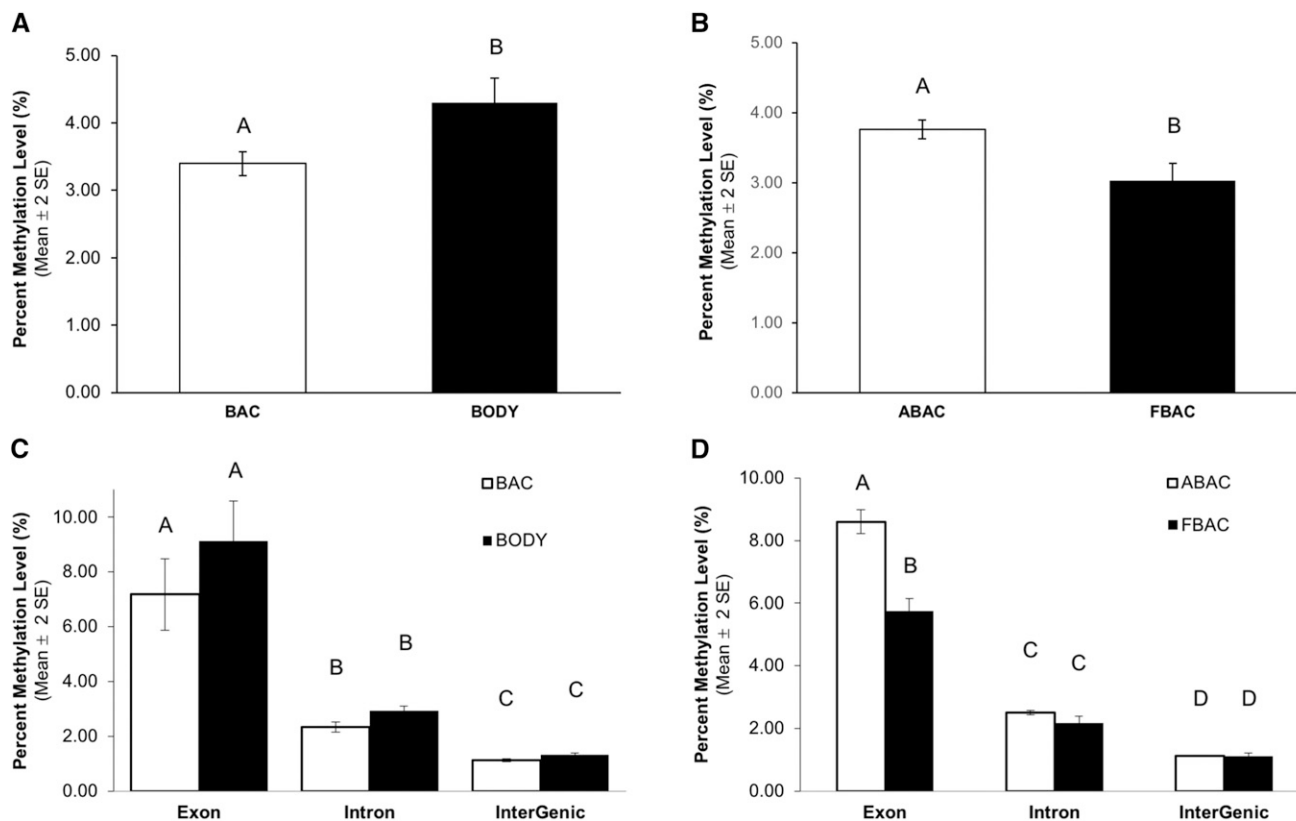 A
Percent Methylation Level (%)
(Mean ± 2 SE)
5.00
4.00
3.00
2.00
1.00
0.00
A
B
BAC
BODY
B
Percent Methylation Level (%)
(Mean ± 2 SE)
5.00
4.00
3.00
2.00
1.00
0.00
A
B
ABAC
FBAC
C
Percent Methylation Level (%)
(Mean ± 2 SE)
10.00
8.00
6.00
4.00
2.00
0.00
A
A
B
B
C
C
BAC
BODY
Exon
Intron
InterGenic
D
Percent Methylation Level (%)
(Mean ± 2 SE)
10.00
8.00
6.00
4.00
2.00
0.00
A
B
C
C
D
D
ABAC
FBAC
Exon
Intron
InterGenic